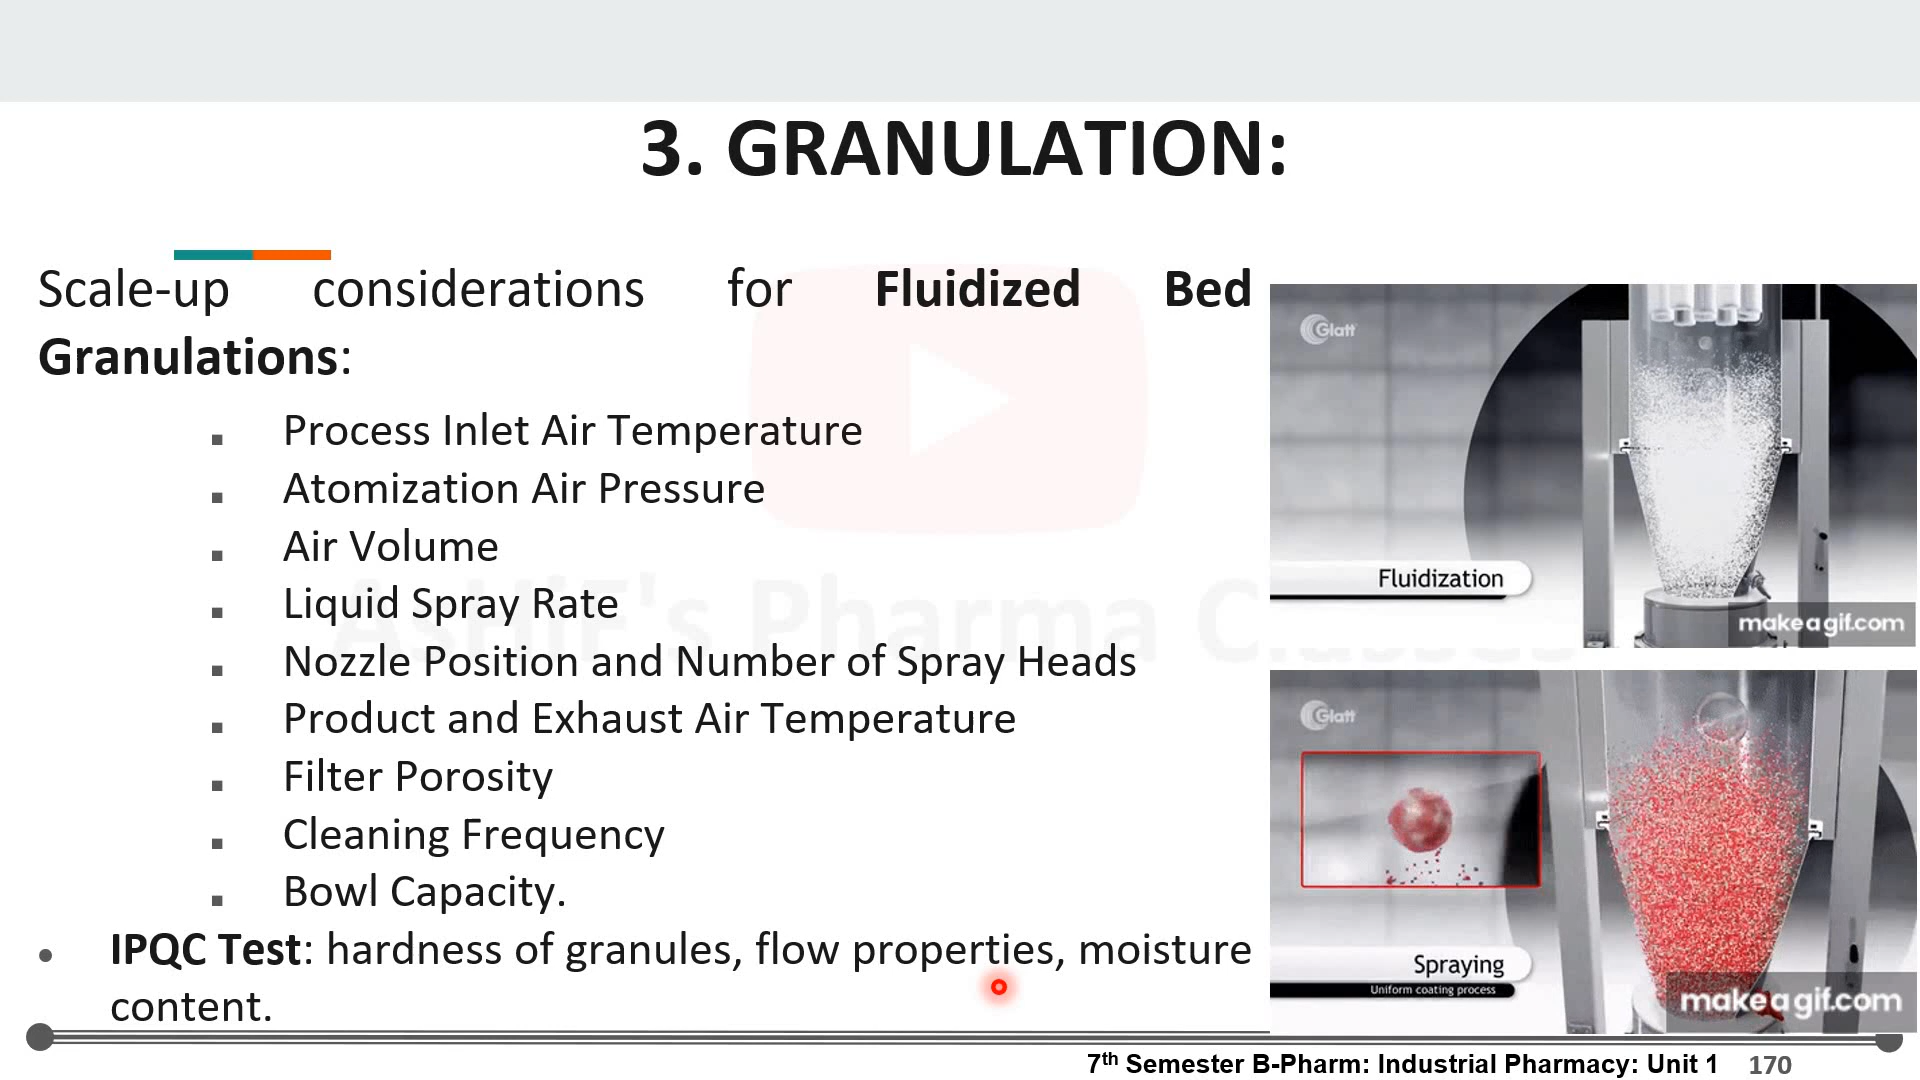 3. GRANULATION:
Scale-up considerations for Fluidized Bed
Granulations:
▪ Process Inlet Air Temperature
▪ Atomization Air Pressure
▪ Air Volume
▪ Liquid Spray Rate
▪ Nozzle Position and Number of Spray Heads
▪ Product and Exhaust Air Temperature
▪ Filter Porosity
▪ Cleaning Frequency
▪ Bowl Capacity.
• IPQC Test: hardness of granules, flow properties, moisture
content.
AsHiF's Pharma Classes
Glatt
Fluidization
makeagif.com
Glatt
Spraying
Uniform coating process
makeagif.com
7th Semester B-Pharm: Industrial Pharmacy: Unit 1 170